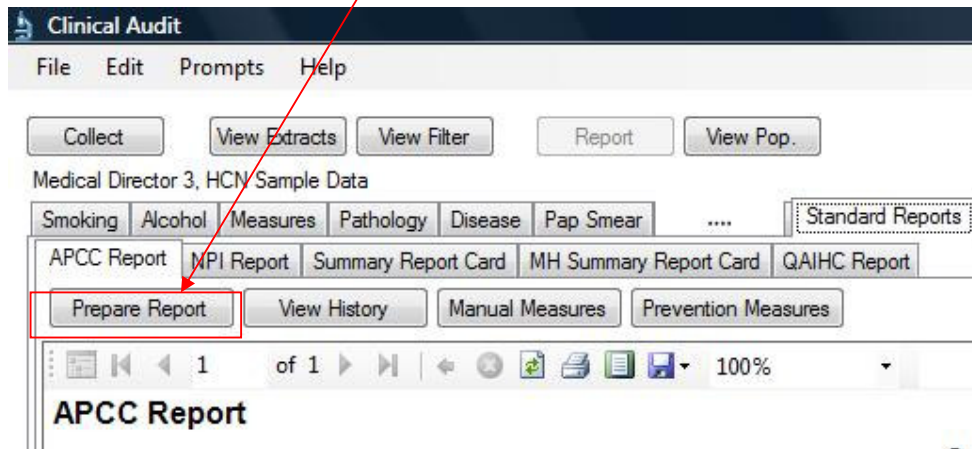 Clinical Audit
File Edit Prompts Help
Collect View Extracts View Filter Report View Pop.
Medical Director 3, HCN Sample Data
Smoking Alcohol Measures Pathology Disease Pap Smear .... Standard Reports
APCC Report NPI Report Summary Report Card MH Summary Report Card QAIHC Report
Prepare Report View History Manual Measures Prevention Measures
1 of 1 100%
APCC Report